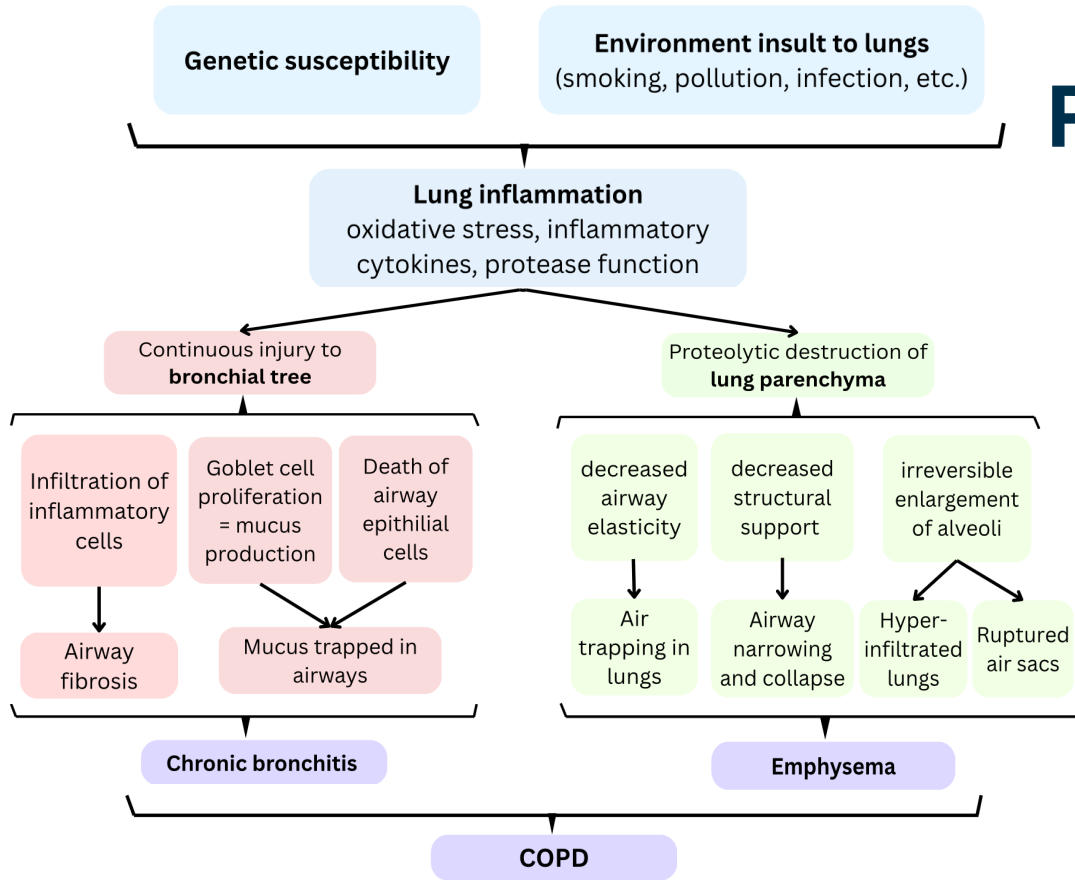 Genetic susceptibility
Environment insult to lungs
(smoking, pollution, infection, etc.)
F
Lung inflammation
oxidative stress, inflammatory
cytokines, protease function
Continuous injury to
bronchial tree
Proteolytic destruction of
lung parenchyma
Infiltration of
inflammatory
cells
Goblet cell
proliferation
= mucus
production
Death of
airway
epithilial
cells
decreased
airway
elasticity
decreased
structural
support
irreversible
enlargement
of alveoli
Airway
fibrosis
Mucus trapped in
airways
Air
trapping in
lungs
Airway
narrowing
and collapse
Hyper-
infiltrated
lungs
Ruptured
air sacs
Chronic bronchitis
Emphysema
COPD